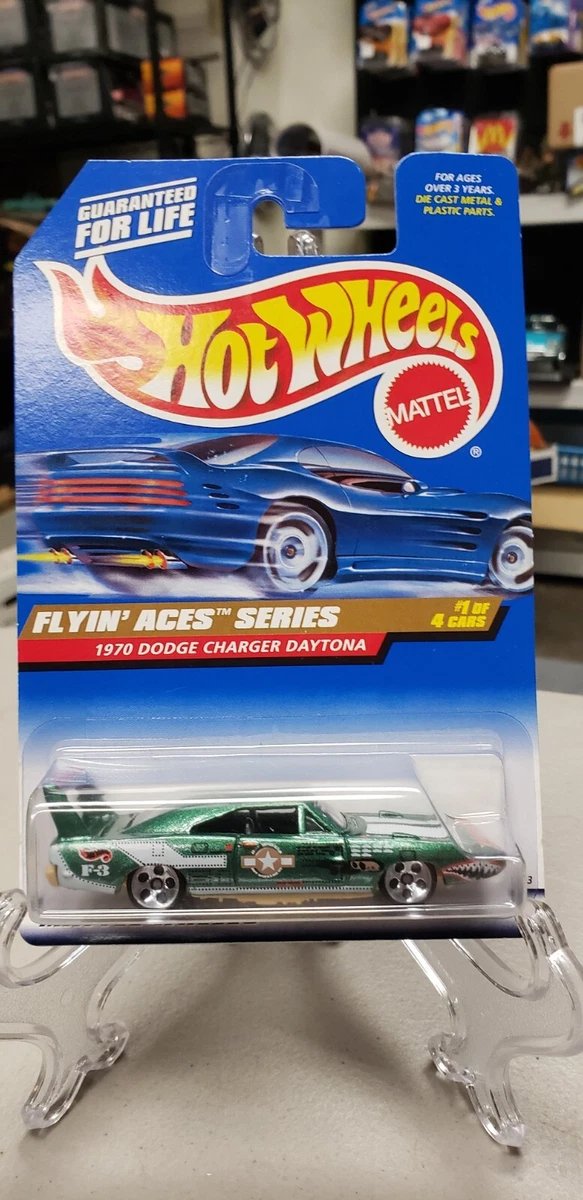 GUARANTEED
FOR LIFE
FOR AGES
OVER 3 YEARS.
DIE CAST METAL &
PLASTIC PARTS.
HOT WHEELS
MATTEL
®
FLYIN' ACES™ SERIES
#1 OF
4 CARS
1970 DODGE CHARGER DAYTONA
F-3
3